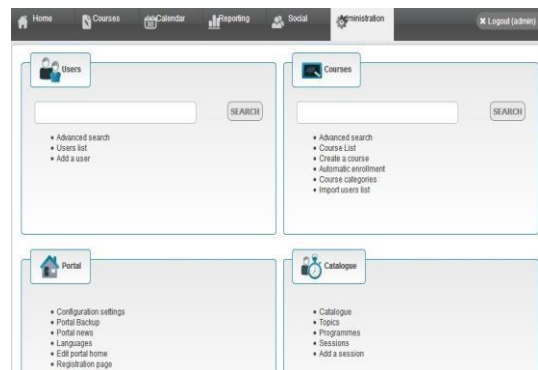 Home Courses Calendar Reporting Social Administration Logout (admin)
Users
SEARCH
Advanced search
Users list
Add a user
Courses
SEARCH
Advanced search
Course List
Create a course
Automatic enrollment
Course categories
Import users list
Portal
Configuration settings
Portal Backup
Portal news
Languages
Edit portal home
Registration page
Catalogue
Catalogue
Topics
Programmes
Sessions
Add a session